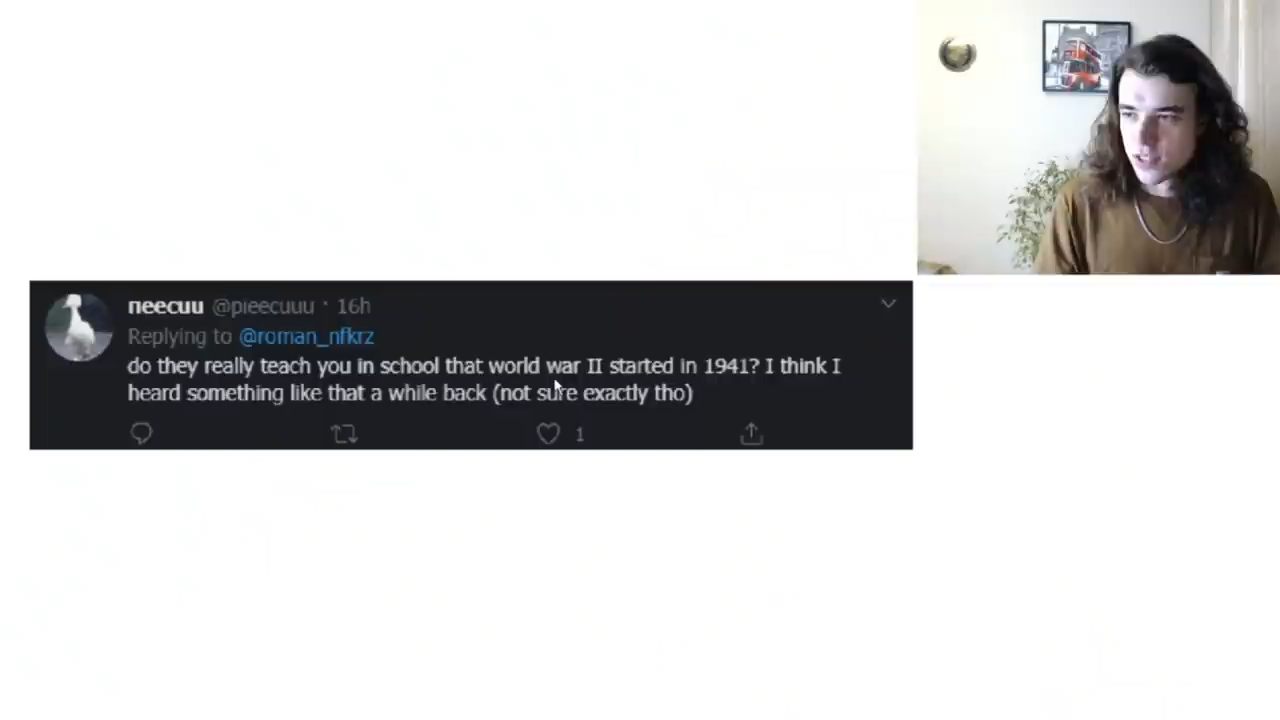 пеесии @pieecuuu · 16h
Replying to @roman_nfkrz
do they really teach you in school that world war II started in 1941? I think I
heard something like that a while back (not sure exactly tho)
1